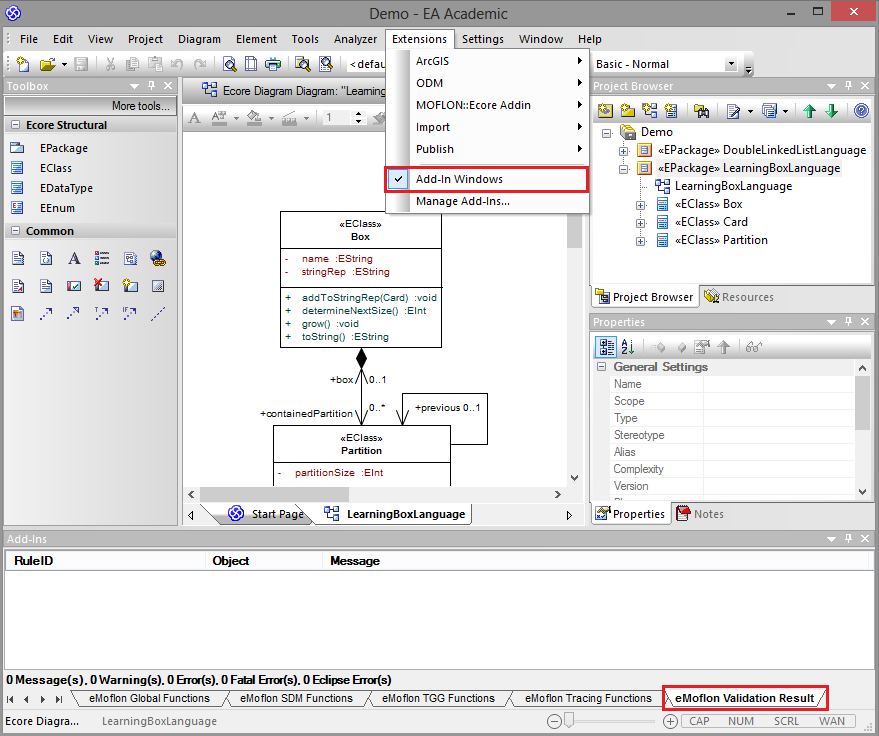 Demo - EA Academic
File Edit View Project Diagram Element Tools Analyzer Extensions Settings Window Help
<defau
Basic - Normal
ArcGIS
ODM
MOFLON::Ecore Addin
Import
Publish
Add-In Windows
Manage Add-Ins...
Toolbox
More tools...
Ecore Structural
EPackage
EClass
EDataType
EEnum
Common
Ecore Diagram Diagram: "Learning
1
«EClass»
Box
- name :EString
- stringRep :EString
+ addToStringRep(Card) :void
+ determineNextSize() :EInt
+ grow() :void
+ toString() :EString
+box 0..1
+containedPartition 0..*
+previous 0..1
«EClass»
Partition
- partitionSize :EInt
Start Page LearningBoxLanguage
Project Browser
Demo
«EPackage» DoubleLinkedListLanguage
«EPackage» LearningBoxLanguage
LearningBoxLanguage
«EClass» Box
«EClass» Card
«EClass» Partition
Project Browser Resources
Properties
General Settings
Name
Scope
Type
Stereotype
Alias
Complexity
Version
Properties Notes
Add-Ins
RuleID Object Message
0 Message(s), 0 Warning(s), 0 Error(s), 0 Fatal Error(s), 0 Eclipse Error(s)
eMoflon Global Functions eMoflon SDM Functions eMoflon TGG Functions eMoflon Tracing Functions eMoflon Validation Result
Ecore Diagra... LearningBoxLanguage CAP NUM SCRL WAN